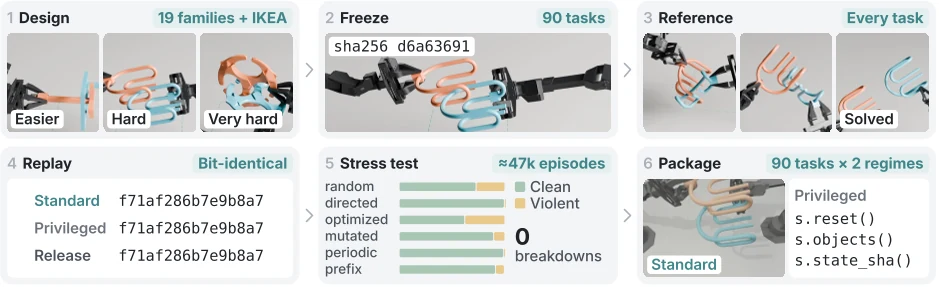 1 Design 19 families + IKEA
Easier
Hard
Very hard
2 Freeze 90 tasks
sha256 d6a63691
3 Reference Every task
Solved
4 Replay Bit-identical
Standard f71af286b7e9b8a7
Privileged f71af286b7e9b8a7
Release f71af286b7e9b8a7
5 Stress test ≈47k episodes
random
directed
optimized
mutated
periodic
prefix
Clean
Violent
0
breakdowns
6 Package 90 tasks × 2 regimes
Standard
Privileged
s.reset()
s.objects()
s.state_sha()